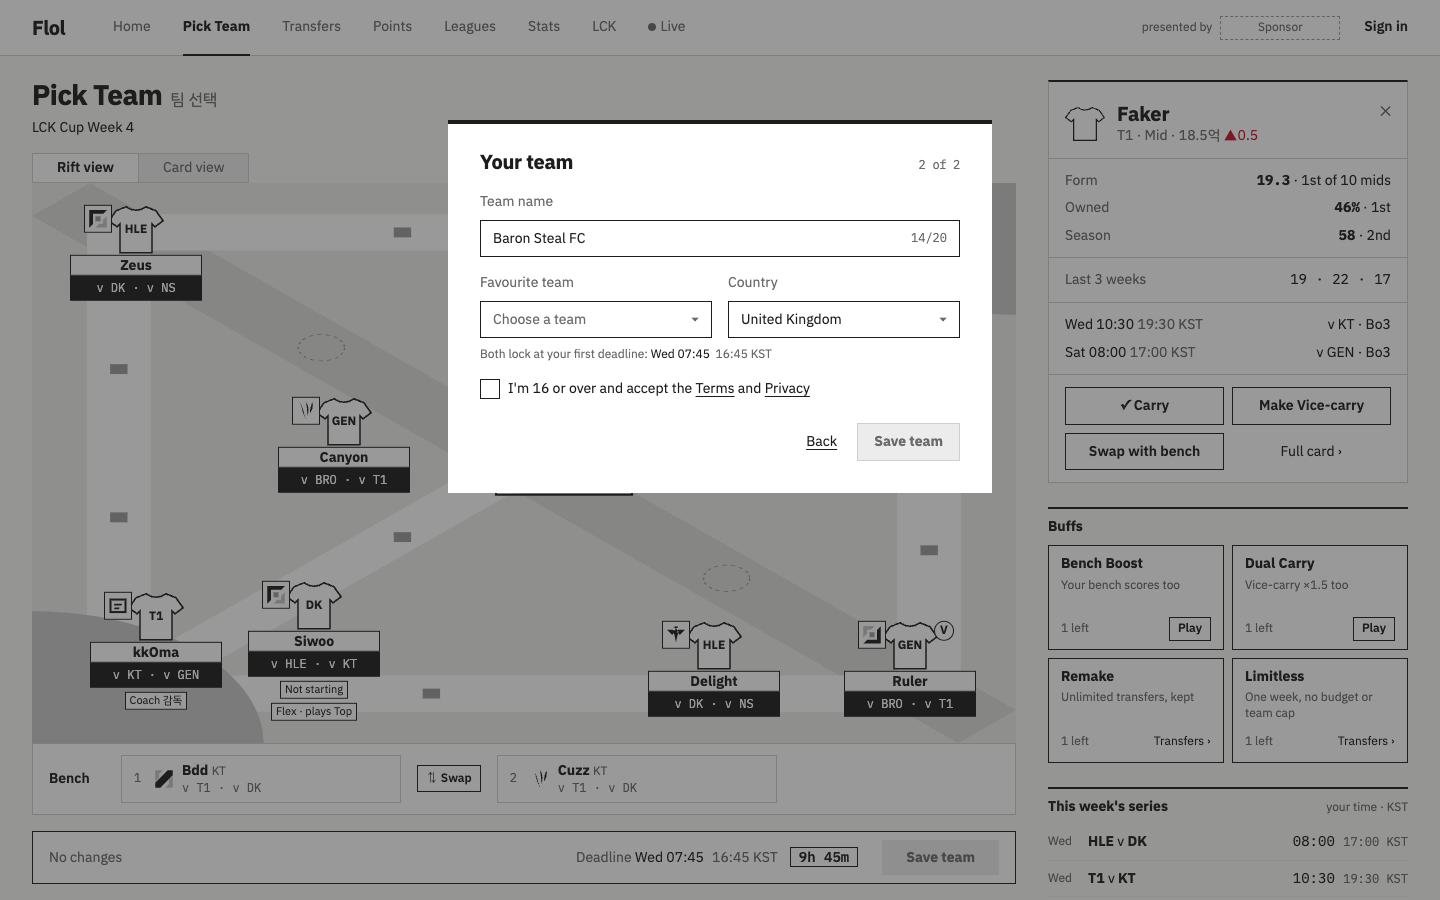 Flol
Home
Pick Team
Transfers
Points
Leagues
Stats
LCK
Live
presented by
Sponsor
Sign in
Pick Team 팀 선택
LCK Cup Week 4
Rift view
Card view
HLE
Zeus
v DK · v NS
GEN
Canyon
v BRO · v T1
T1
kkOma
v KT · v GEN
Coach 감독
DK
Siwoo
v HLE · v KT
Not starting
Flex · plays Top
HLE
Delight
v DK · v NS
GEN
V
Ruler
v BRO · v T1
Bench
1
Bdd KT
v T1 · v DK
⇅ Swap
2
Cuzz KT
v T1 · v DK
No changes
Deadline Wed 07:45 16:45 KST
9h 45m
Save team
Your team
2 of 2
Team name
Baron Steal FC
14/20
Favourite team
Country
Choose a team
United Kingdom
Both lock at your first deadline: Wed 07:45 16:45 KST
I'm 16 or over and accept the Terms and Privacy
Back
Save team
Faker
T1 · Mid · 18.5억 ▲0.5
Form
19.3 · 1st of 10 mids
Owned
46% · 1st
Season
58 · 2nd
Last 3 weeks
19 · 22 · 17
Wed 10:30 19:30 KST
v KT · Bo3
Sat 08:00 17:00 KST
v GEN · Bo3
✓ Carry
Make Vice-carry
Swap with bench
Full card ›
Buffs
Bench Boost
Your bench scores too
1 left
Play
Dual Carry
Vice-carry ×1.5 too
1 left
Play
Remake
Unlimited transfers, kept
1 left
Transfers ›
Limitless
One week, no budget or
team cap
1 left
Transfers ›
This week's series
your time · KST
Wed
HLE v DK
08:00 17:00 KST
Wed
T1 v KT
10:30 19:30 KST